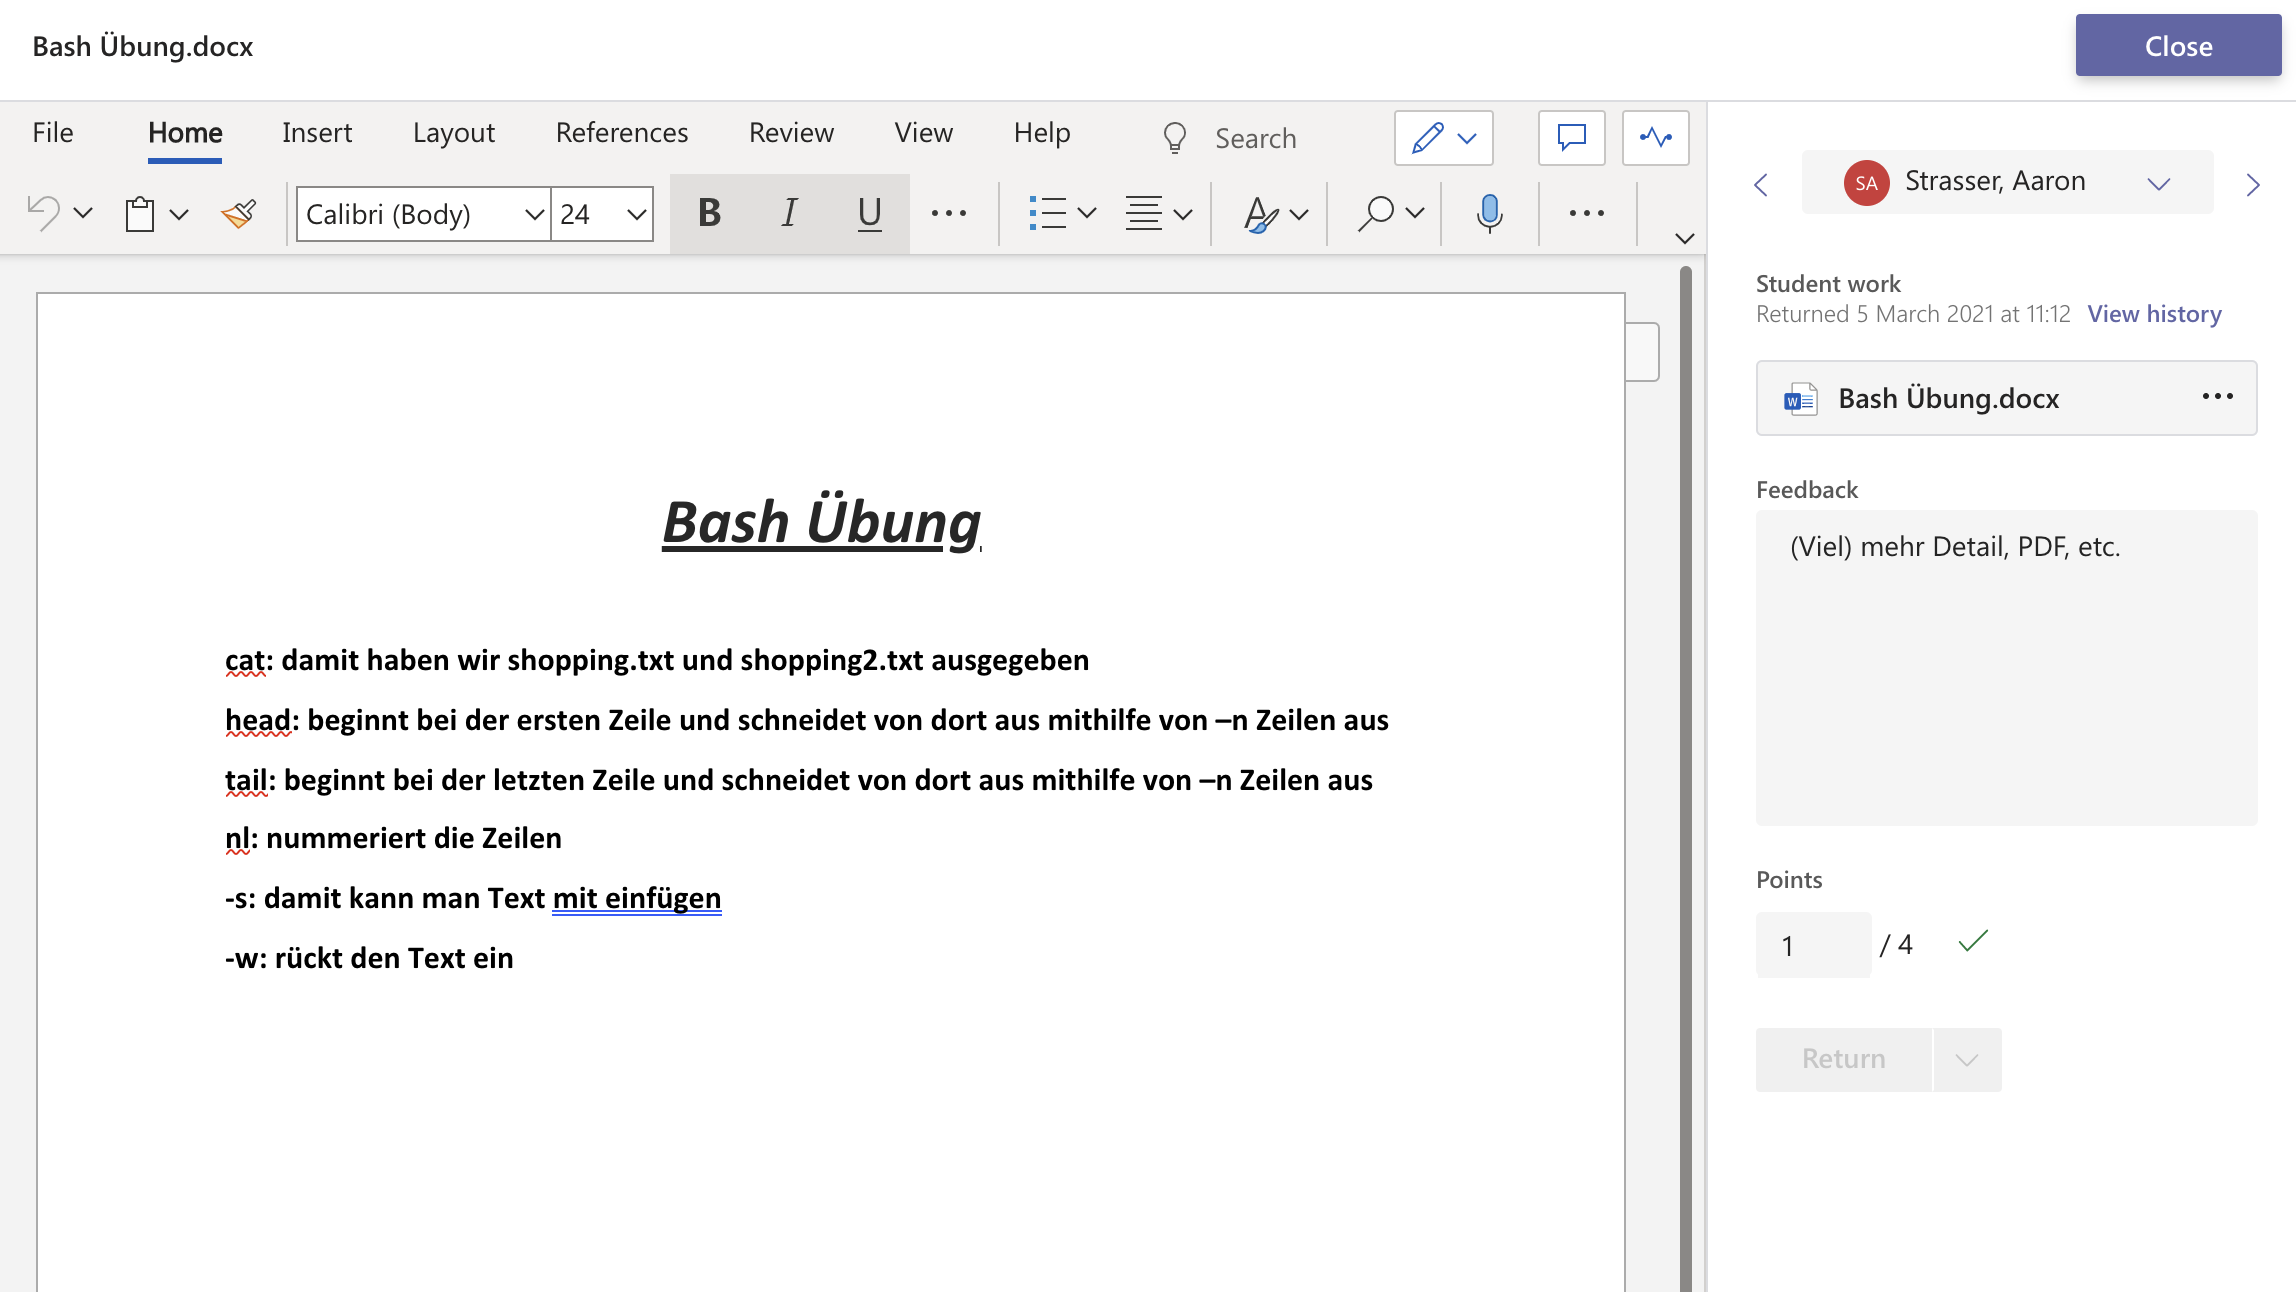 Bash Übung.docx
Close
File Home Insert Layout References Review View Help Search
Calibri (Body) 24 B I U
Bash Übung
cat: damit haben wir shopping.txt und shopping2.txt ausgegeben
head: beginnt bei der ersten Zeile und schneidet von dort aus mithilfe von –n Zeilen aus
tail: beginnt bei der letzten Zeile und schneidet von dort aus mithilfe von –n Zeilen aus
nl: nummeriert die Zeilen
-s: damit kann man Text mit einfügen
-w: rückt den Text ein
SA Strasser, Aaron
Student work
Returned 5 March 2021 at 11:12 View history
W Bash Übung.docx
Feedback
(Viel) mehr Detail, PDF, etc.
Points
1 / 4
Return